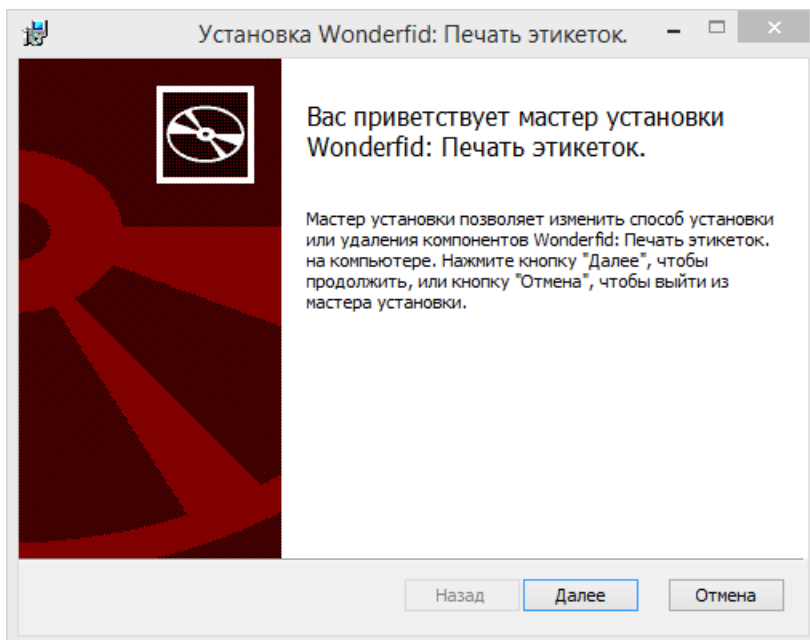 Установка Wonderfid: Печать этикеток.
Вас приветствует мастер установки
Wonderfid: Печать этикеток.
Мастер установки позволяет изменить способ установки
или удаления компонентов Wonderfid: Печать этикеток.
на компьютере. Нажмите кнопку "Далее", чтобы
продолжить, или кнопку "Отмена", чтобы выйти из
мастера установки.
Назад
Далее
Отмена